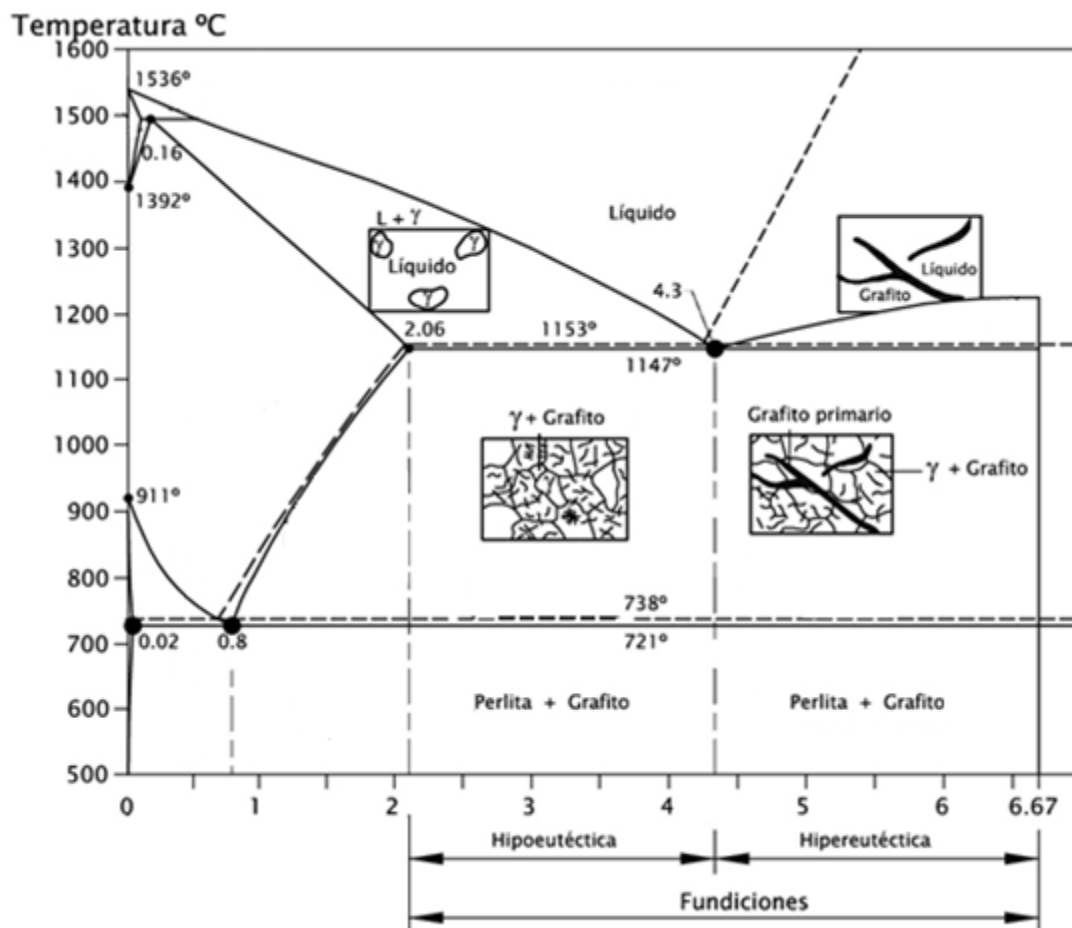 Temperatura ºC
1600
1536º
1500
0.16
1400
1392º
L + γ
Líquido
1300
γ
γ
Líquido
γ
Líquido
Grafito
4.3
1200
2.06
1153º
1147º
1100
γ + Grafito
Grafito primario
1000
γ + Grafito
911º
900
800
738º
700
0.02
0.8
721º
600
Perlita + Grafito
Perlita + Grafito
500
0
1
2
3
4
5
6
6.67
Hipoeutéctica
Hipereutéctica
Fundiciones